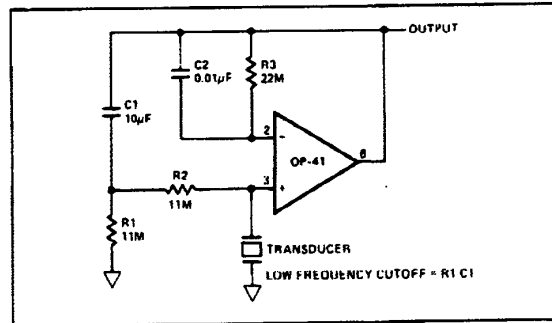 OUTPUT
C2
0.01μF
R3
22M
C1
10μF
2
−
OP-41
6
R2
11M
3
+
R1
11M
TRANSDUCER
LOW FREQUENCY CUTOFF = R1 C1